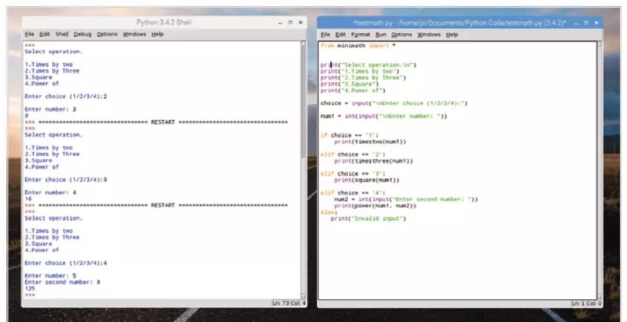 Python 3.4.2 Shell
File Edit Shell Debug Options Windows Help
>>>
Select operation.
1.Times by two
2.Times by Three
3.Square
4.Power of
Enter choice (1/2/3/4):2
Enter number: 3
9
>>> ================================ RESTART ================================
>>>
Select operation.
1.Times by two
2.Times by Three
3.Square
4.Power of
Enter choice (1/2/3/4):3
Enter number: 4
16
>>> ================================ RESTART ================================
>>>
Select operation.
1.Times by two
2.Times by Three
3.Square
4.Power of
Enter choice (1/2/3/4):4
Enter number: 5
Enter second number: 3
125
>>>
Ln: 73 Col: 4
*testmath.py - /home/pi/Documents/Python Code/testmath.py (3.4.2)*
File Edit Format Run Options Windows Help
from minimath import *
print("Select operation.\n")
print("1.Times by two")
print("2.Times by Three")
print("3.Square")
print("4.Power of")
choice = input("\nEnter choice (1/2/3/4):")
num1 = int(input("\nEnter number: "))
if choice == '1':
print(timestwo(num1))
elif choice == '2':
print(timesthree(num1))
elif choice == '3':
print(square(num1))
elif choice == '4':
num2 = int(input("Enter second number: "))
print(power(num1, num2))
else:
print("Invalid input")
Ln: 1 Col: 0